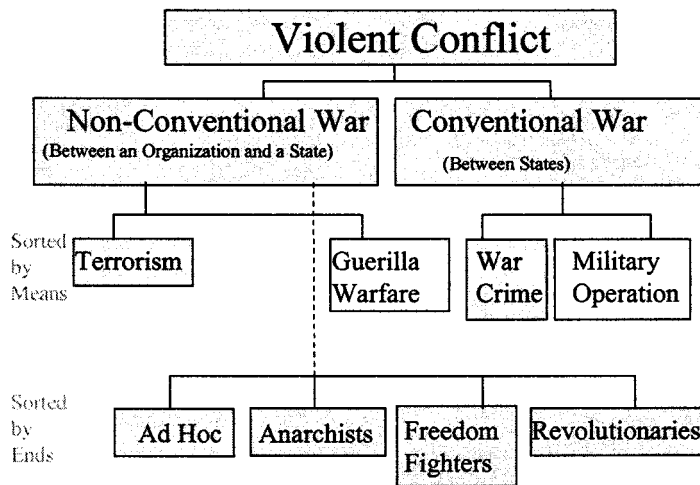 Violent Conflict
Non-Conventional War
(Between an Organization and a State)
Conventional War
(Between States)
Sorted
by
Means
Terrorism
Guerilla
Warfare
War
Crime
Military
Operation
Sorted
by
Ends
Ad Hoc
Anarchists
Freedom
Fighters
Revolutionaries